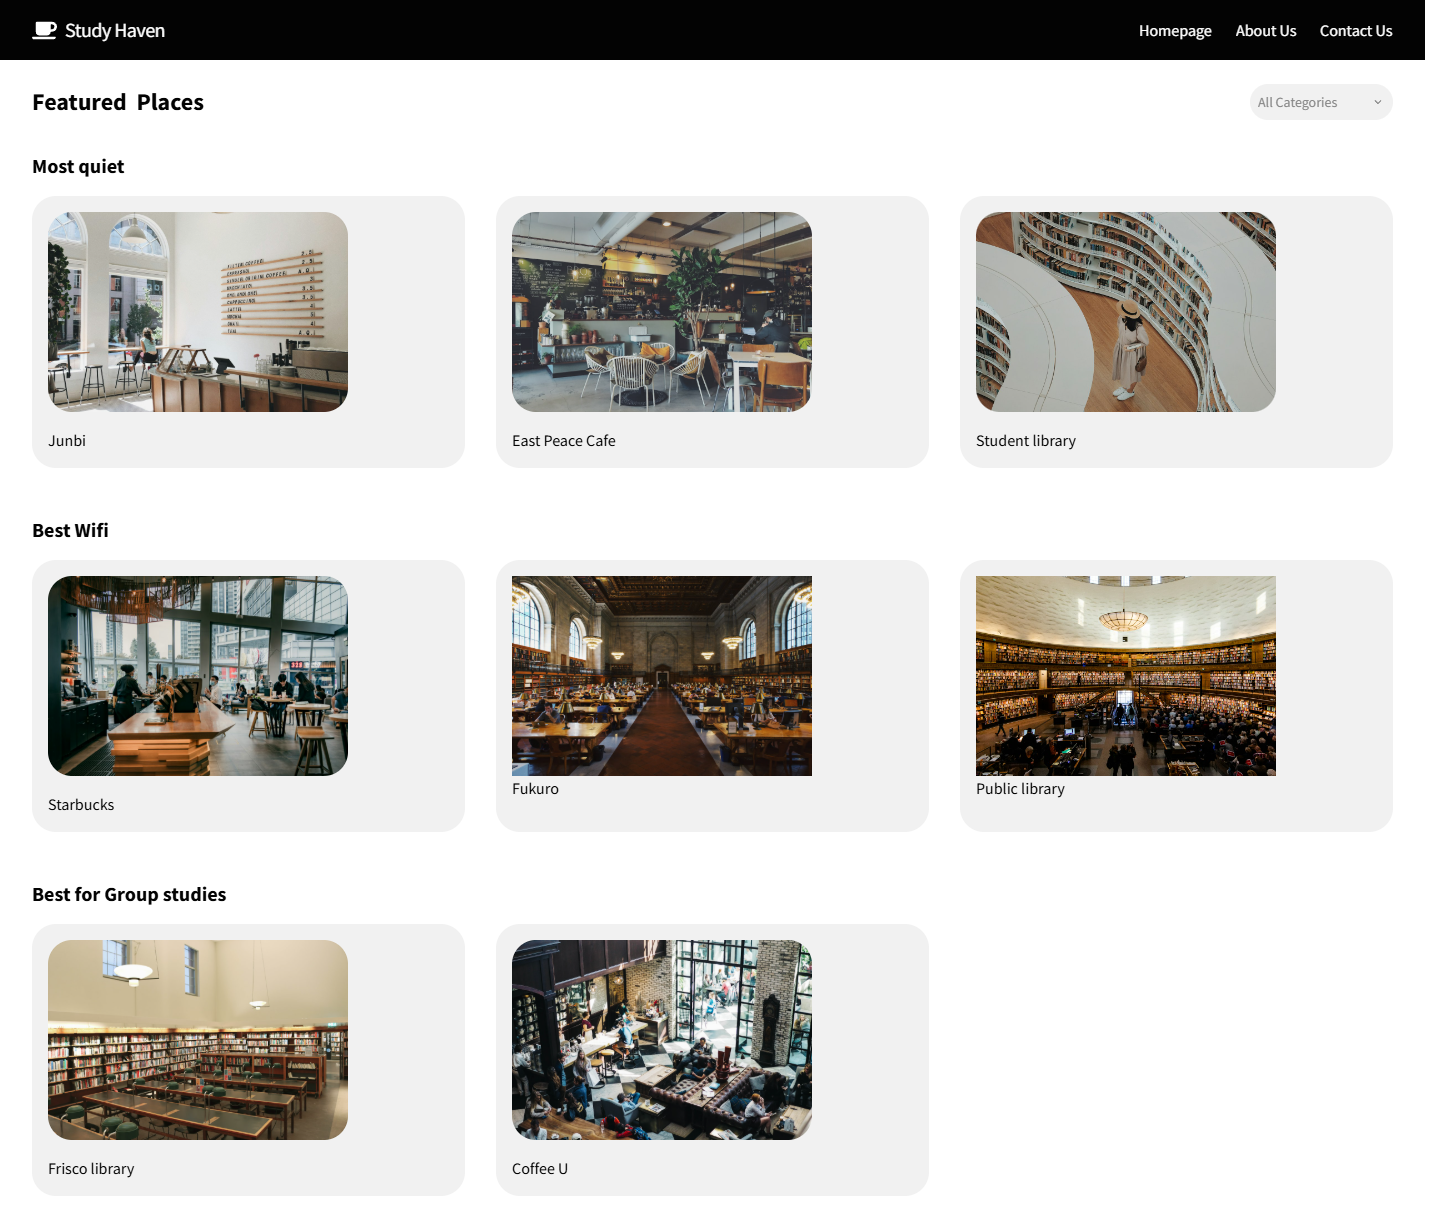 Study Haven
Homepage About Us Contact Us
Featured Places
All Categories
Most quiet
Junbi
East Peace Cafe
Student library
Best Wifi
Starbucks
Fukuro
Public library
Best for Group studies
Frisco library
Coffee U